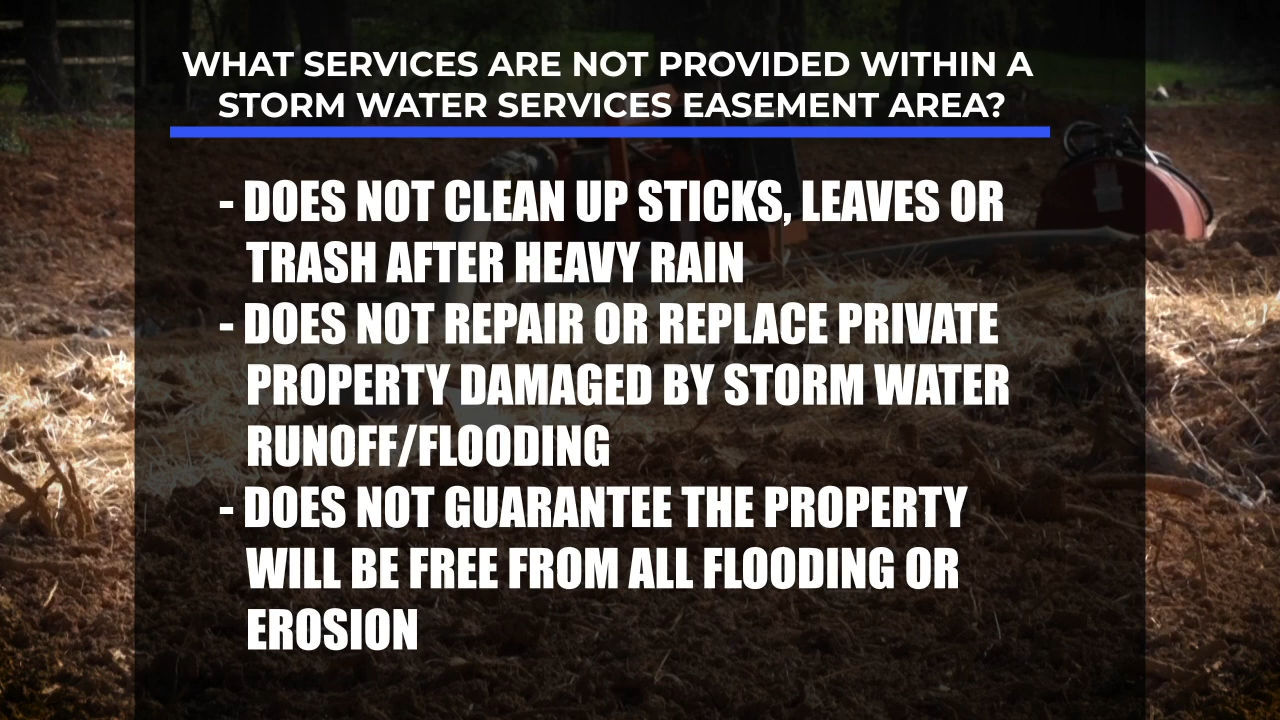 WHAT SERVICES ARE NOT PROVIDED WITHIN A
STORM WATER SERVICES EASEMENT AREA?
- DOES NOT CLEAN UP STICKS, LEAVES OR
TRASH AFTER HEAVY RAIN
- DOES NOT REPAIR OR REPLACE PRIVATE
PROPERTY DAMAGED BY STORM WATER
RUNOFF/FLOODING
- DOES NOT GUARANTEE THE PROPERTY
WILL BE FREE FROM ALL FLOODING OR
EROSION